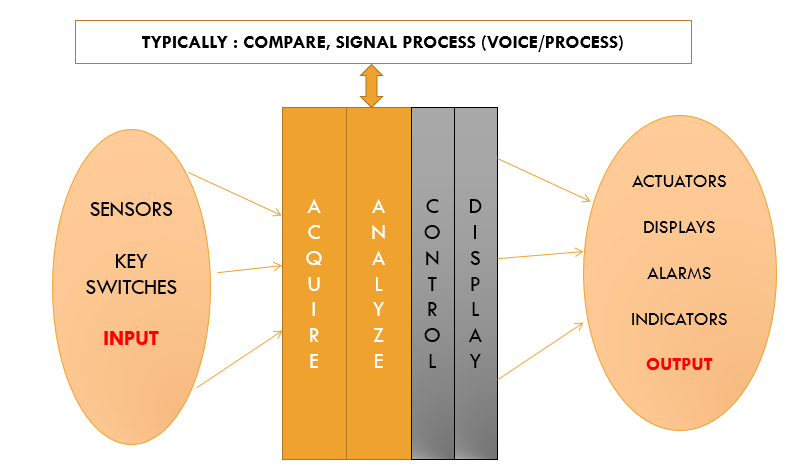 TYPICALLY : COMPARE, SIGNAL PROCESS (VOICE/PROCESS)
SENSORS
KEY
SWITCHES
INPUT
ACQUIRE
ANALYZE
CONTROL
DISPLAY
ACTUATORS
DISPLAYS
ALARMS
INDICATORS
OUTPUT